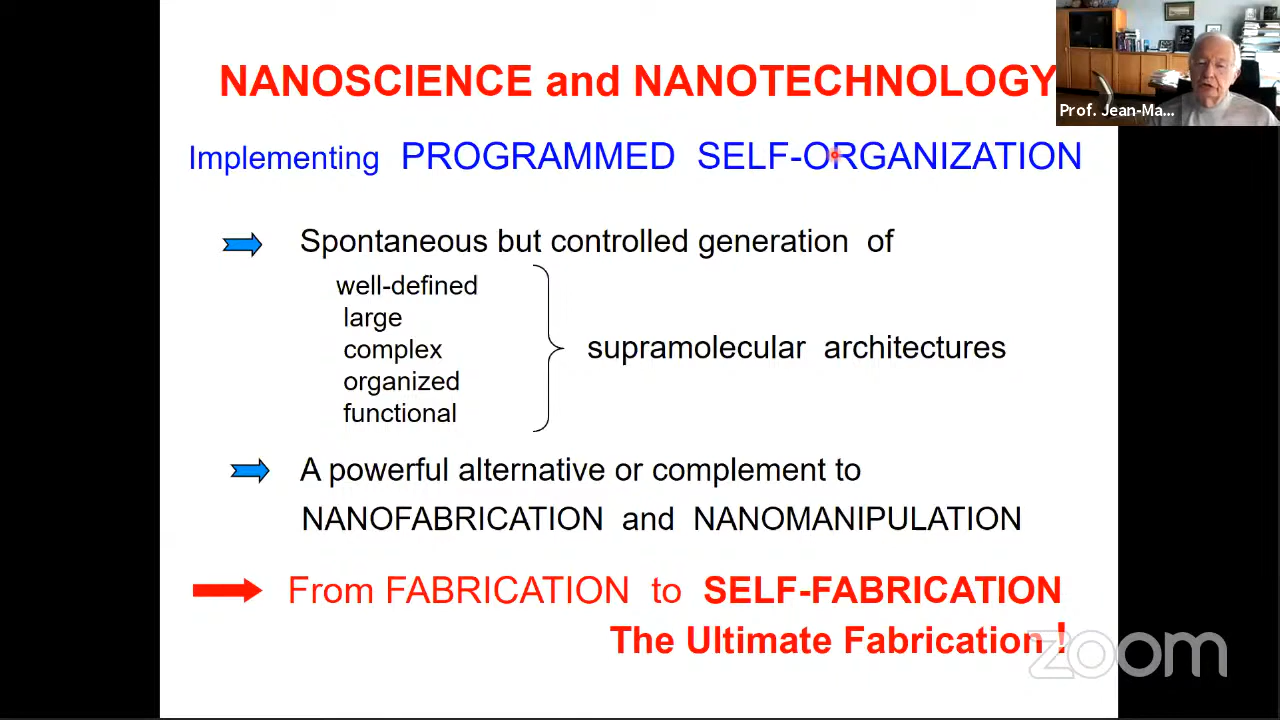 NANOSCIENCE and NANOTECHNOLOGY
Prof. Jean-Ma...
Implementing PROGRAMMED SELF-ORGANIZATION
Spontaneous but controlled generation of
well-defined
large
complex
organized
functional
supramolecular architectures
A powerful alternative or complement to
NANOFABRICATION and NANOMANIPULATION
From FABRICATION to SELF-FABRICATION
The Ultimate Fabrication !
zoom